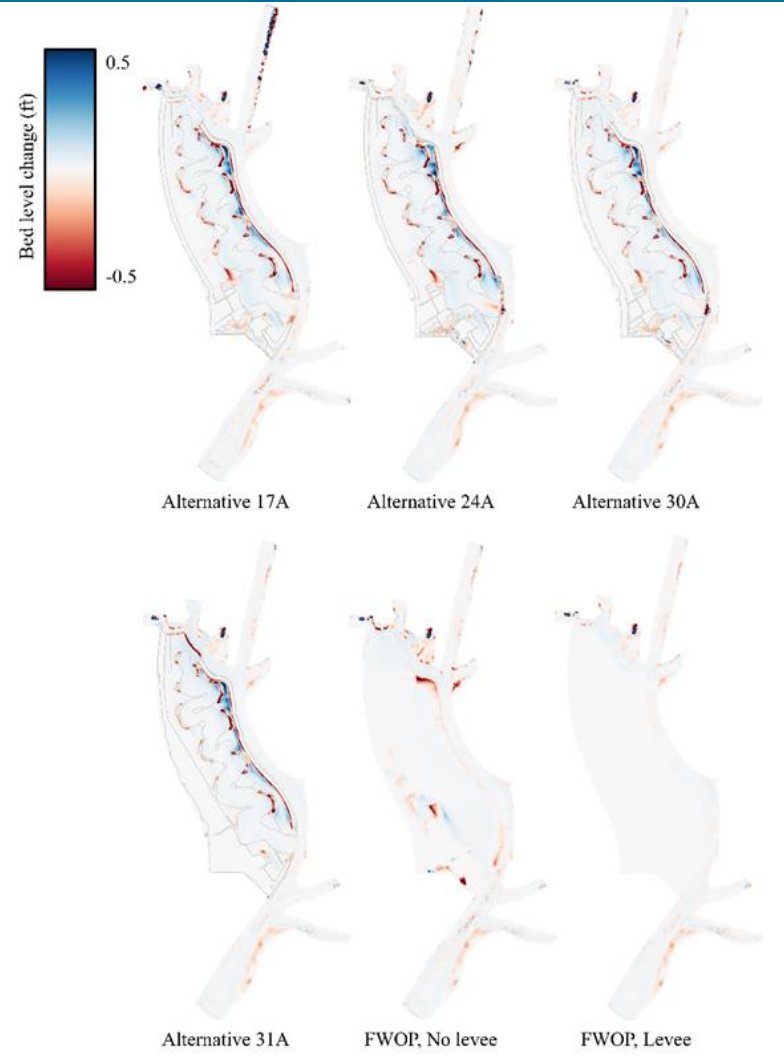 0.5
Bed level change (ft)
-0.5
Alternative 17A
Alternative 24A
Alternative 30A
Alternative 31A
FWOP, No levee
FWOP, Levee